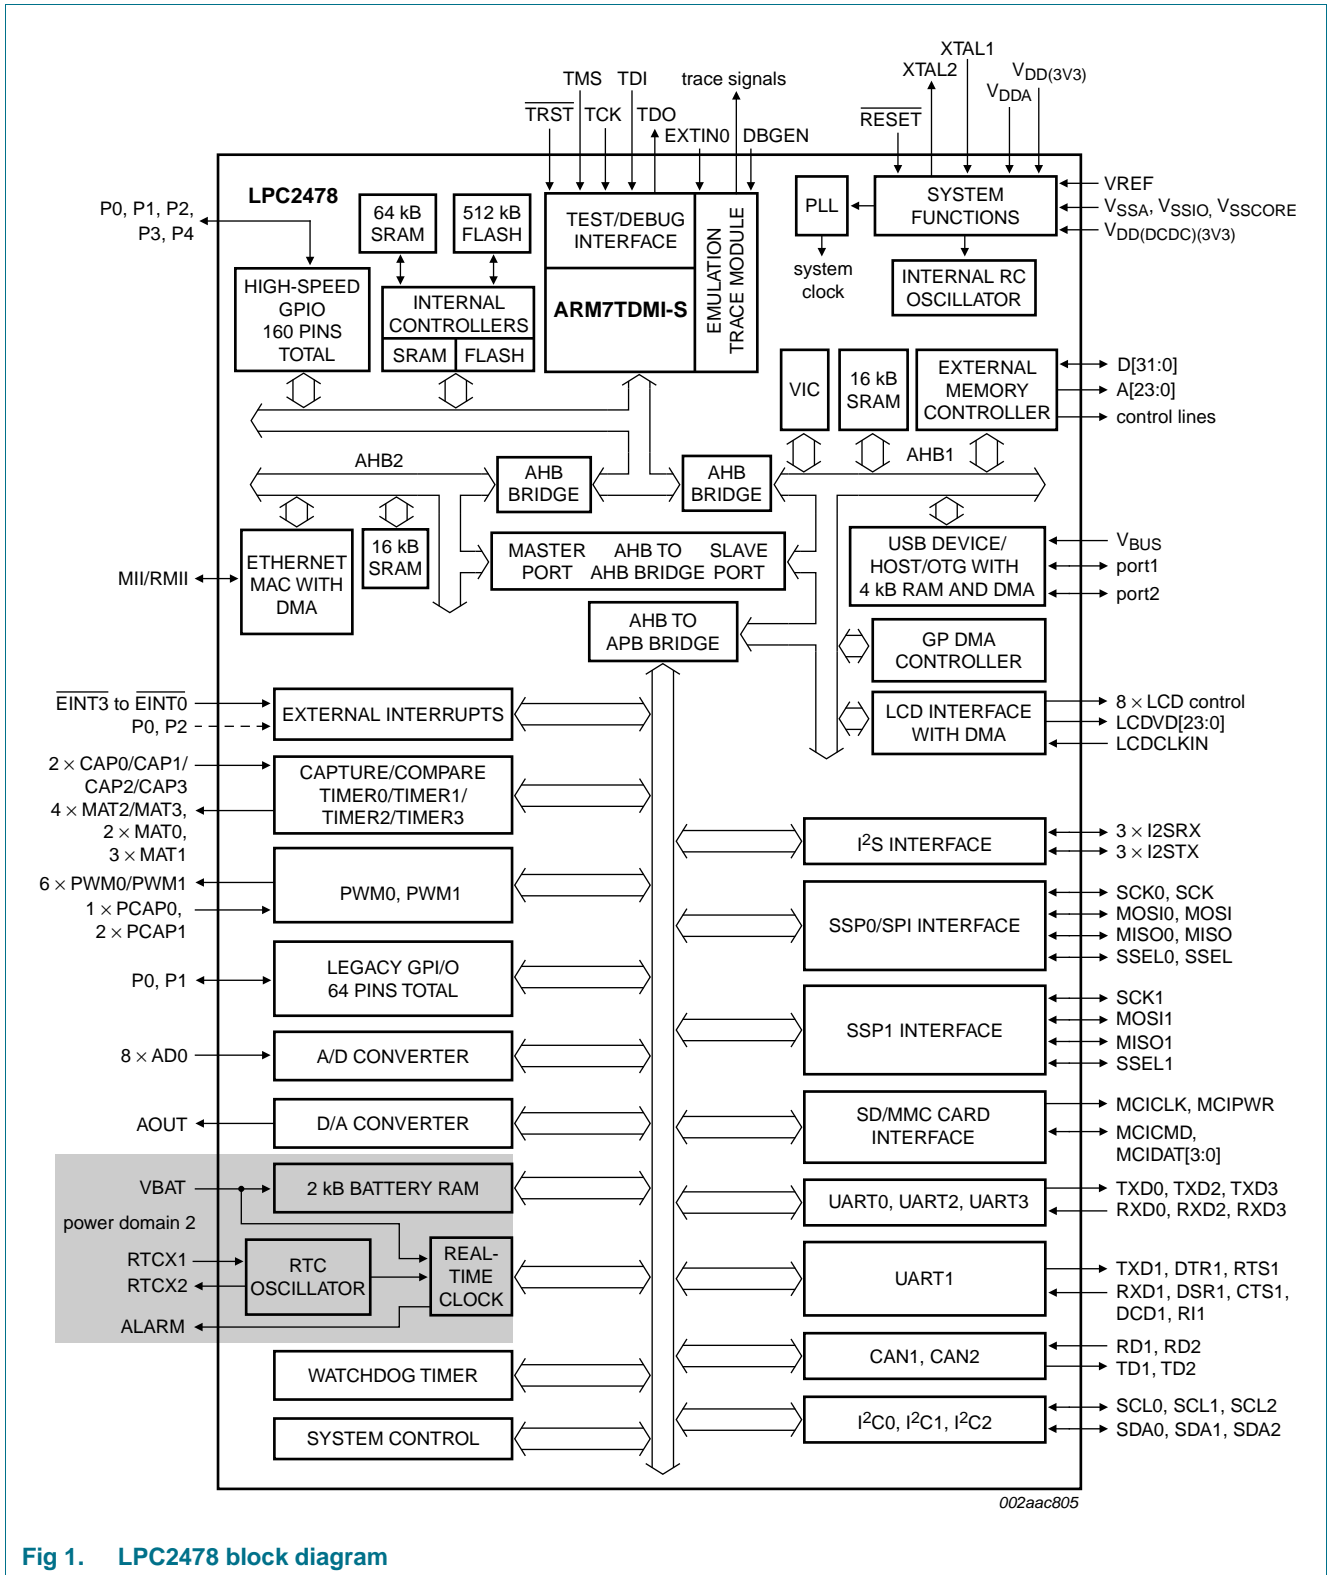 XTAL1
XTAL2
VDD(3V3)
TMS
TDI
trace signals
VDDA
TRST
TCK
TDO
RESET
EXTIN0
DBGEN
LPC2478
P0, P1, P2,
P3, P4
64 kB
SRAM
512 kB
FLASH
TEST/DEBUG
INTERFACE
EMULATION
TRACE MODULE
PLL
SYSTEM
FUNCTIONS
VREF
VSSA, VSSIO, VSSCORE
VDD(DCDC)(3V3)
system
clock
INTERNAL RC
OSCILLATOR
HIGH-SPEED
GPIO
160 PINS
TOTAL
INTERNAL
CONTROLLERS
SRAM
FLASH
ARM7TDMI-S
VIC
16 kB
SRAM
EXTERNAL
MEMORY
CONTROLLER
D[31:0]
A[23:0]
control lines
AHB2
AHB
BRIDGE
AHB
BRIDGE
AHB1
ETHERNET
MAC WITH
DMA
16 kB
SRAM
MASTER
PORT
AHB TO
AHB BRIDGE
SLAVE
PORT
USB DEVICE/
HOST/OTG WITH
4 kB RAM AND DMA
VBUS
port1
port2
MII/RMII
AHB TO
APB BRIDGE
GP DMA
CONTROLLER
LCD INTERFACE
WITH DMA
8 × LCD control
LCDVD[23:0]
LCDCLKIN
EINT3 to EINT0
P0, P2
EXTERNAL INTERRUPTS
2 × CAP0/CAP1/
CAP2/CAP3
4 × MAT2/MAT3,
2 × MAT0,
3 × MAT1
CAPTURE/COMPARE
TIMER0/TIMER1/
TIMER2/TIMER3
6 × PWM0/PWM1
1 × PCAP0,
2 × PCAP1
PWM0, PWM1
P0, P1
LEGACY GPI/O
64 PINS TOTAL
8 × AD0
A/D CONVERTER
AOUT
D/A CONVERTER
VBAT
2 kB BATTERY RAM
power domain 2
RTCX1
RTCX2
RTC
OSCILLATOR
REAL-
TIME
CLOCK
ALARM
WATCHDOG TIMER
SYSTEM CONTROL
I2S INTERFACE
3 × I2SRX
3 × I2STX
SSP0/SPI INTERFACE
SCK0, SCK
MOSI0, MOSI
MISO0, MISO
SSEL0, SSEL
SSP1 INTERFACE
SCK1
MOSI1
MISO1
SSEL1
SD/MMC CARD
INTERFACE
MCICLK, MCIPWR
MCICMD,
MCIDAT[3:0]
UART0, UART2, UART3
TXD0, TXD2, TXD3
RXD0, RXD2, RXD3
UART1
TXD1, DTR1, RTS1
RXD1, DSR1, CTS1,
DCD1, RI1
CAN1, CAN2
RD1, RD2
TD1, TD2
I2C0, I2C1, I2C2
SCL0, SCL1, SCL2
SDA0, SDA1, SDA2
002aac805
Fig 1. LPC2478 block diagram